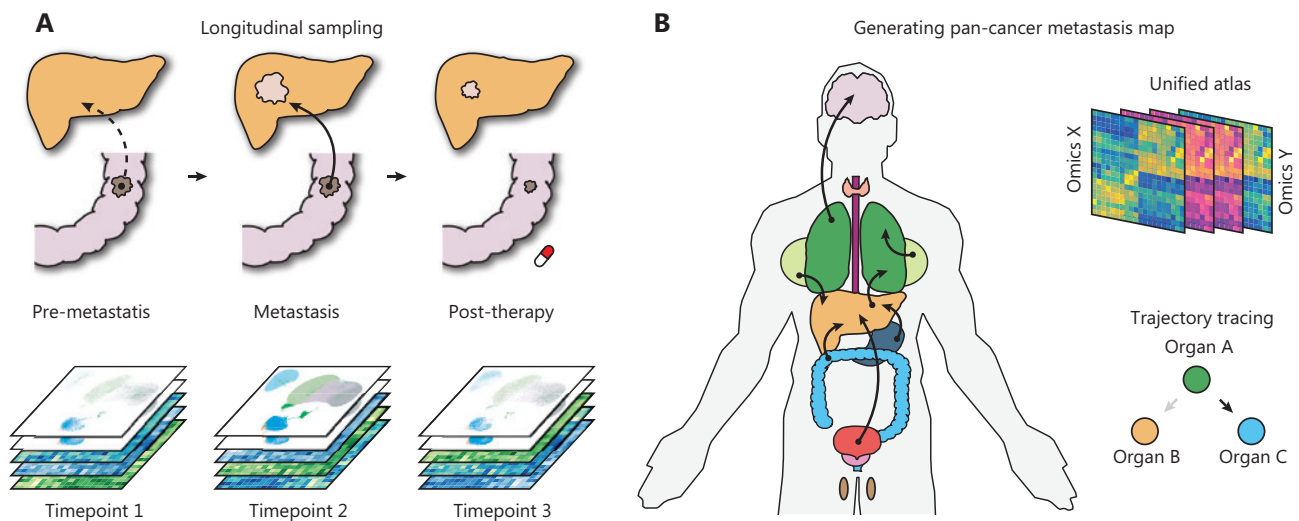 A
Longitudinal sampling
Pre-metastatis
Metastasis
Post-therapy
Timepoint 1
Timepoint 2
Timepoint 3
B
Generating pan-cancer metastasis map
Unified atlas
Omics X
Omics Y
Trajectory tracing
Organ A
Organ B
Organ C